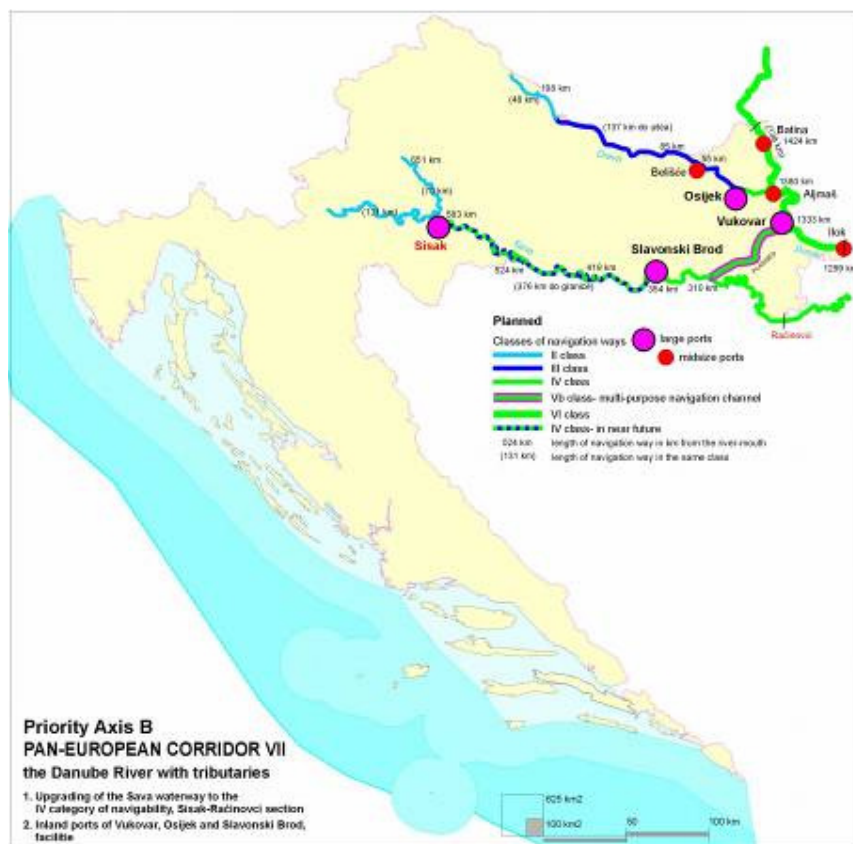 198 km
(48 km)
(137 km do ušća)
Batina
1424 km
85 km
55 km
Drava
651 km
Belišće
1380 km
(70 km)
Aljmaš
Osijek
(131 km)
583 km
Vukovar
1333 km
Ilok
Sisak
Sava
Slavonski Brod
Dunav
524 km
419 km
1299 km
(376 km do granice)
364 km
310 km
Planned
Račinovci
Classes of navigation ways
large ports
II class
midsize ports
III class
IV class
Vb class- multi-purpose navigation channel
VI class
IV class- in near future
524 km length of navigation way in km from the river-mouth
(131 km) length of navigation way in the same class
Priority Axis B
PAN-EUROPEAN CORRIDOR VII
the Danube River with tributaries
1. Upgrading of the Sava waterway to the
IV category of navigability, Sisak-Račinovci section
2. Inland ports of Vukovar, Osijek and Slavonski Brod,
facilitie
625 km2
100 km2
50
100 km